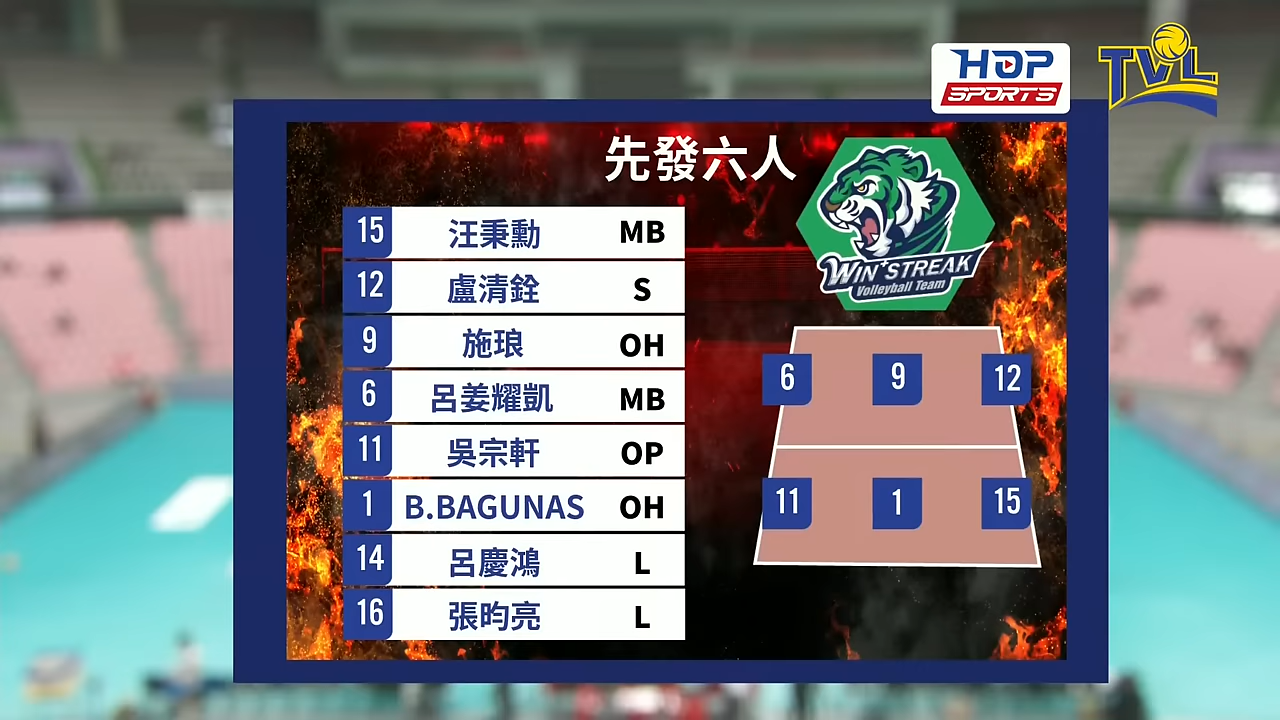 HOP
SPORTS
TVL
先發六人
WIN STREAK
Volleyball Team
15 汪秉勳 MB
12 盧清銓 S
9 施琅 OH
6 呂姜耀凱 MB
11 吳宗軒 OP
1 B.BAGUNAS OH
14 呂慶鴻 L
16 張昀亮 L
6 9 12
11 1 15